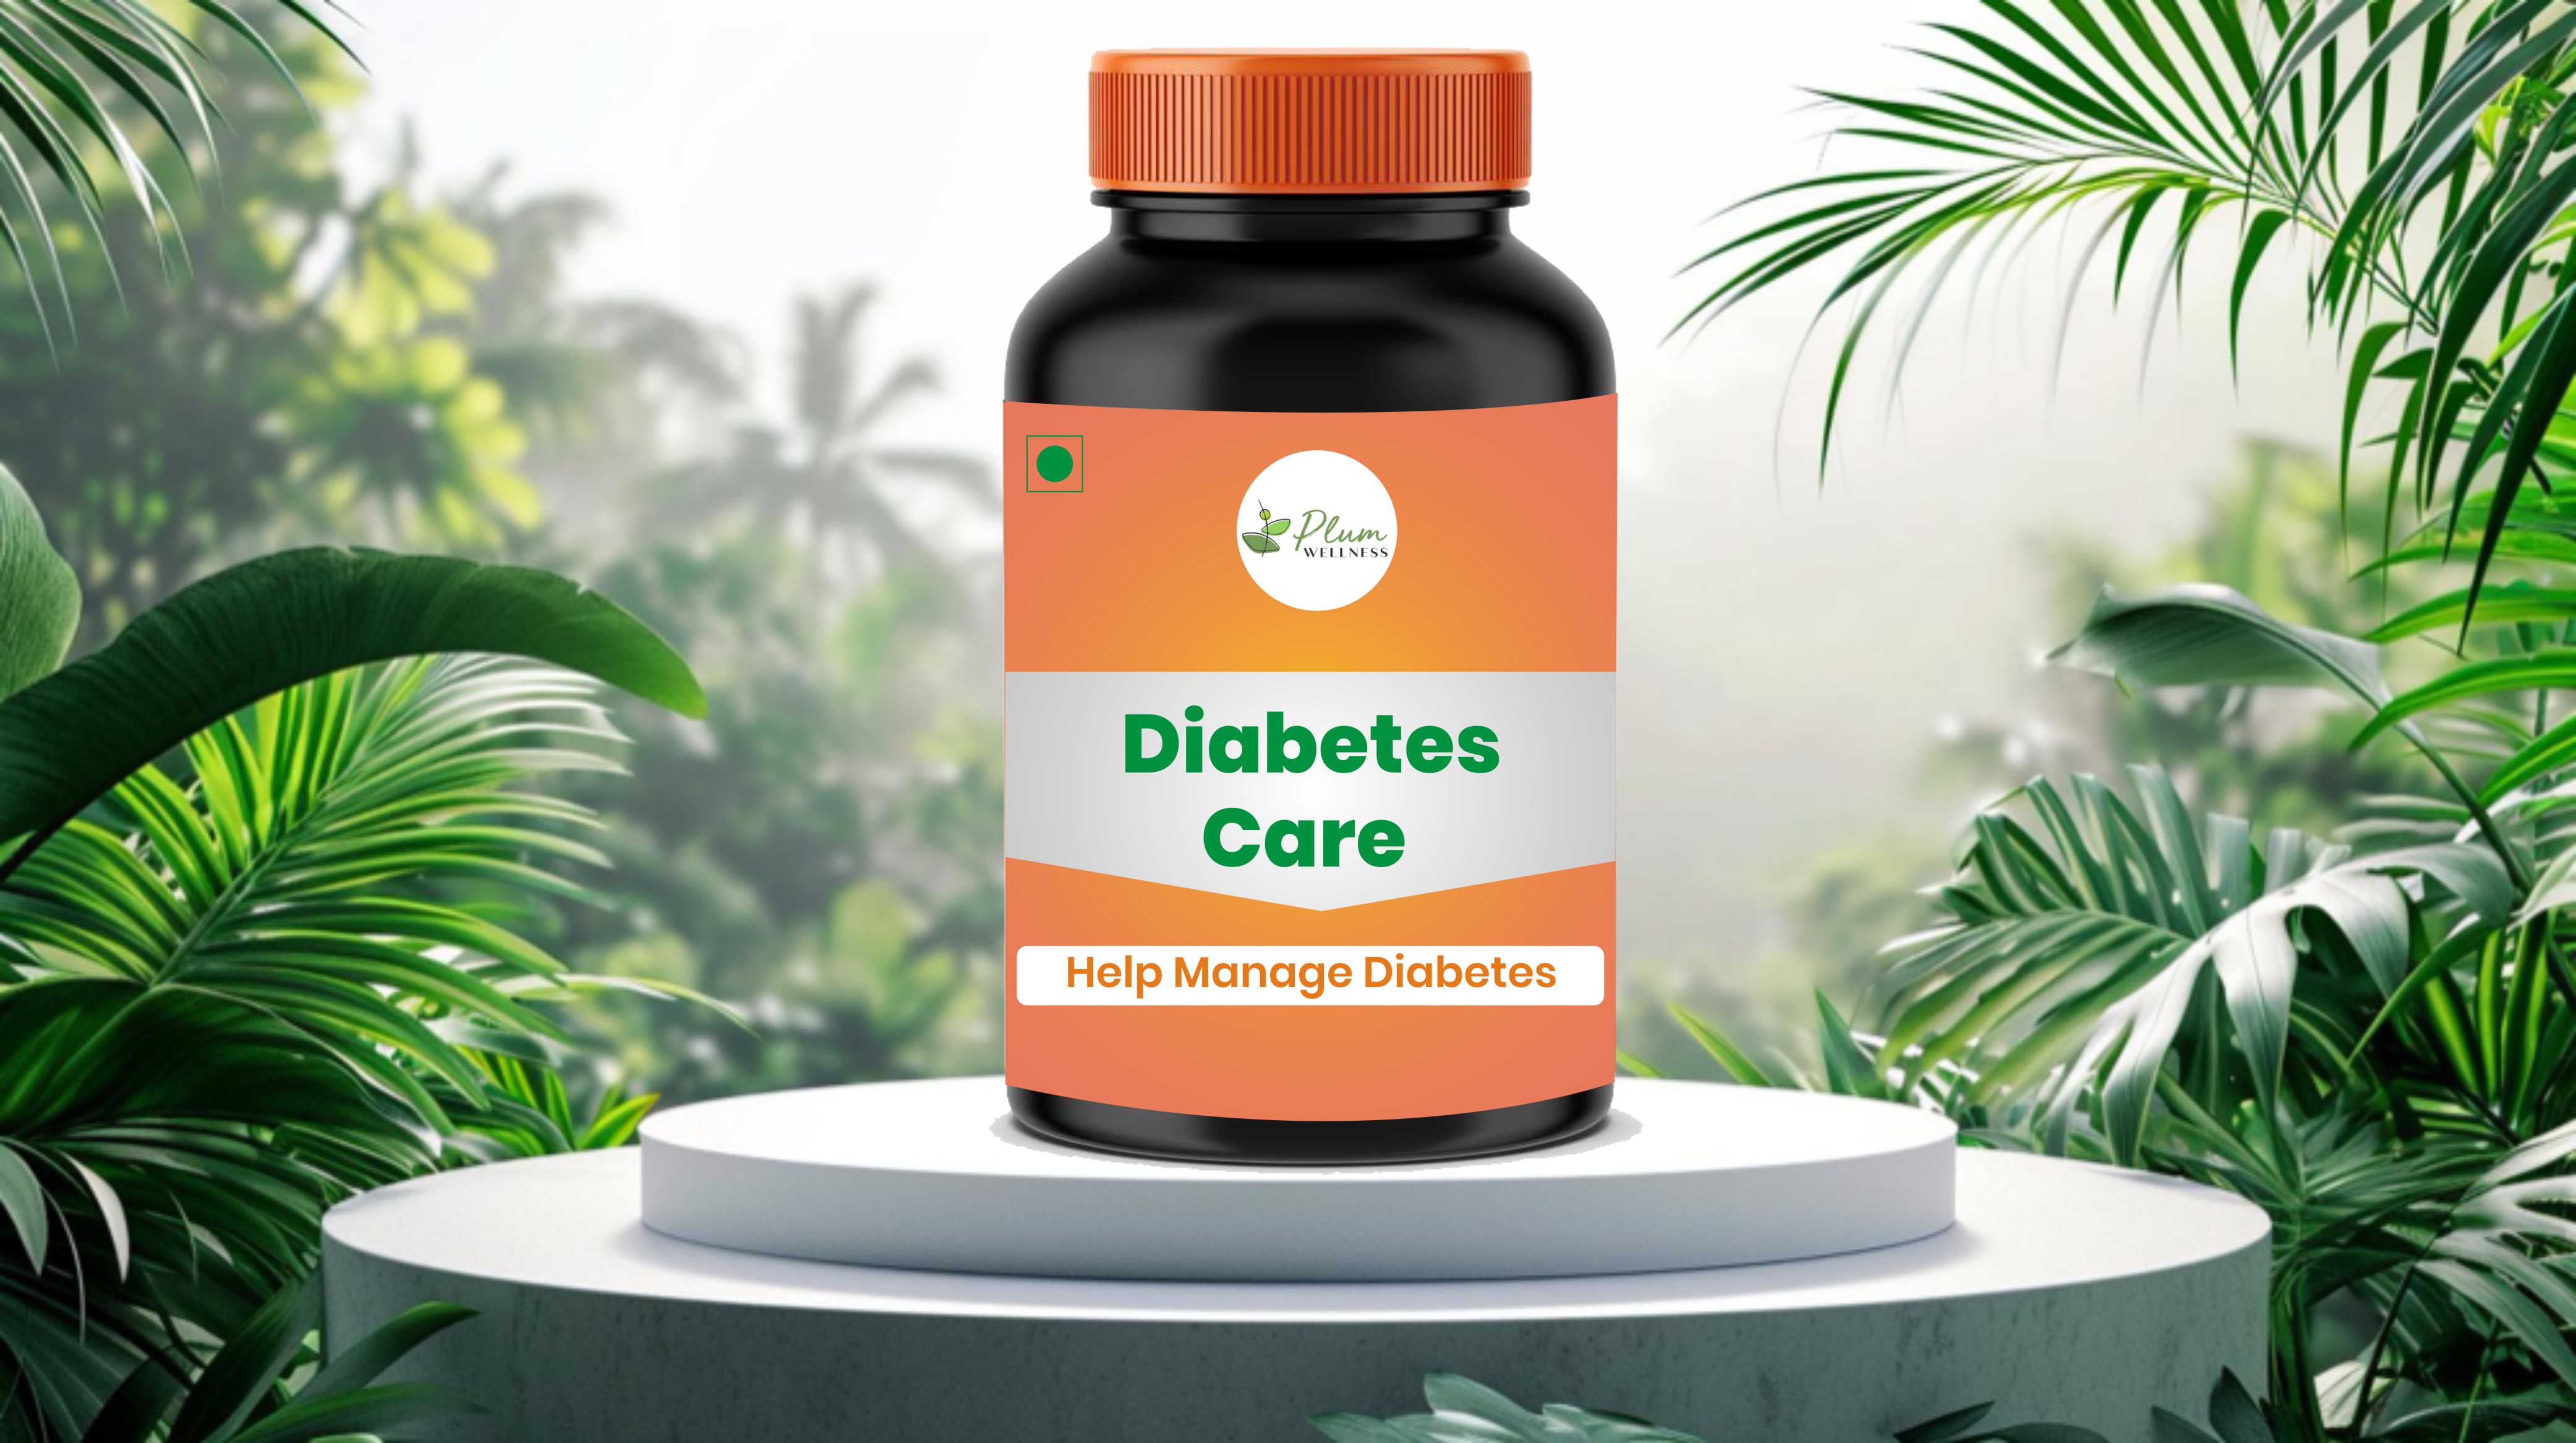 Plum
WELLNESS
Diabetes
Care
Help Manage Diabetes